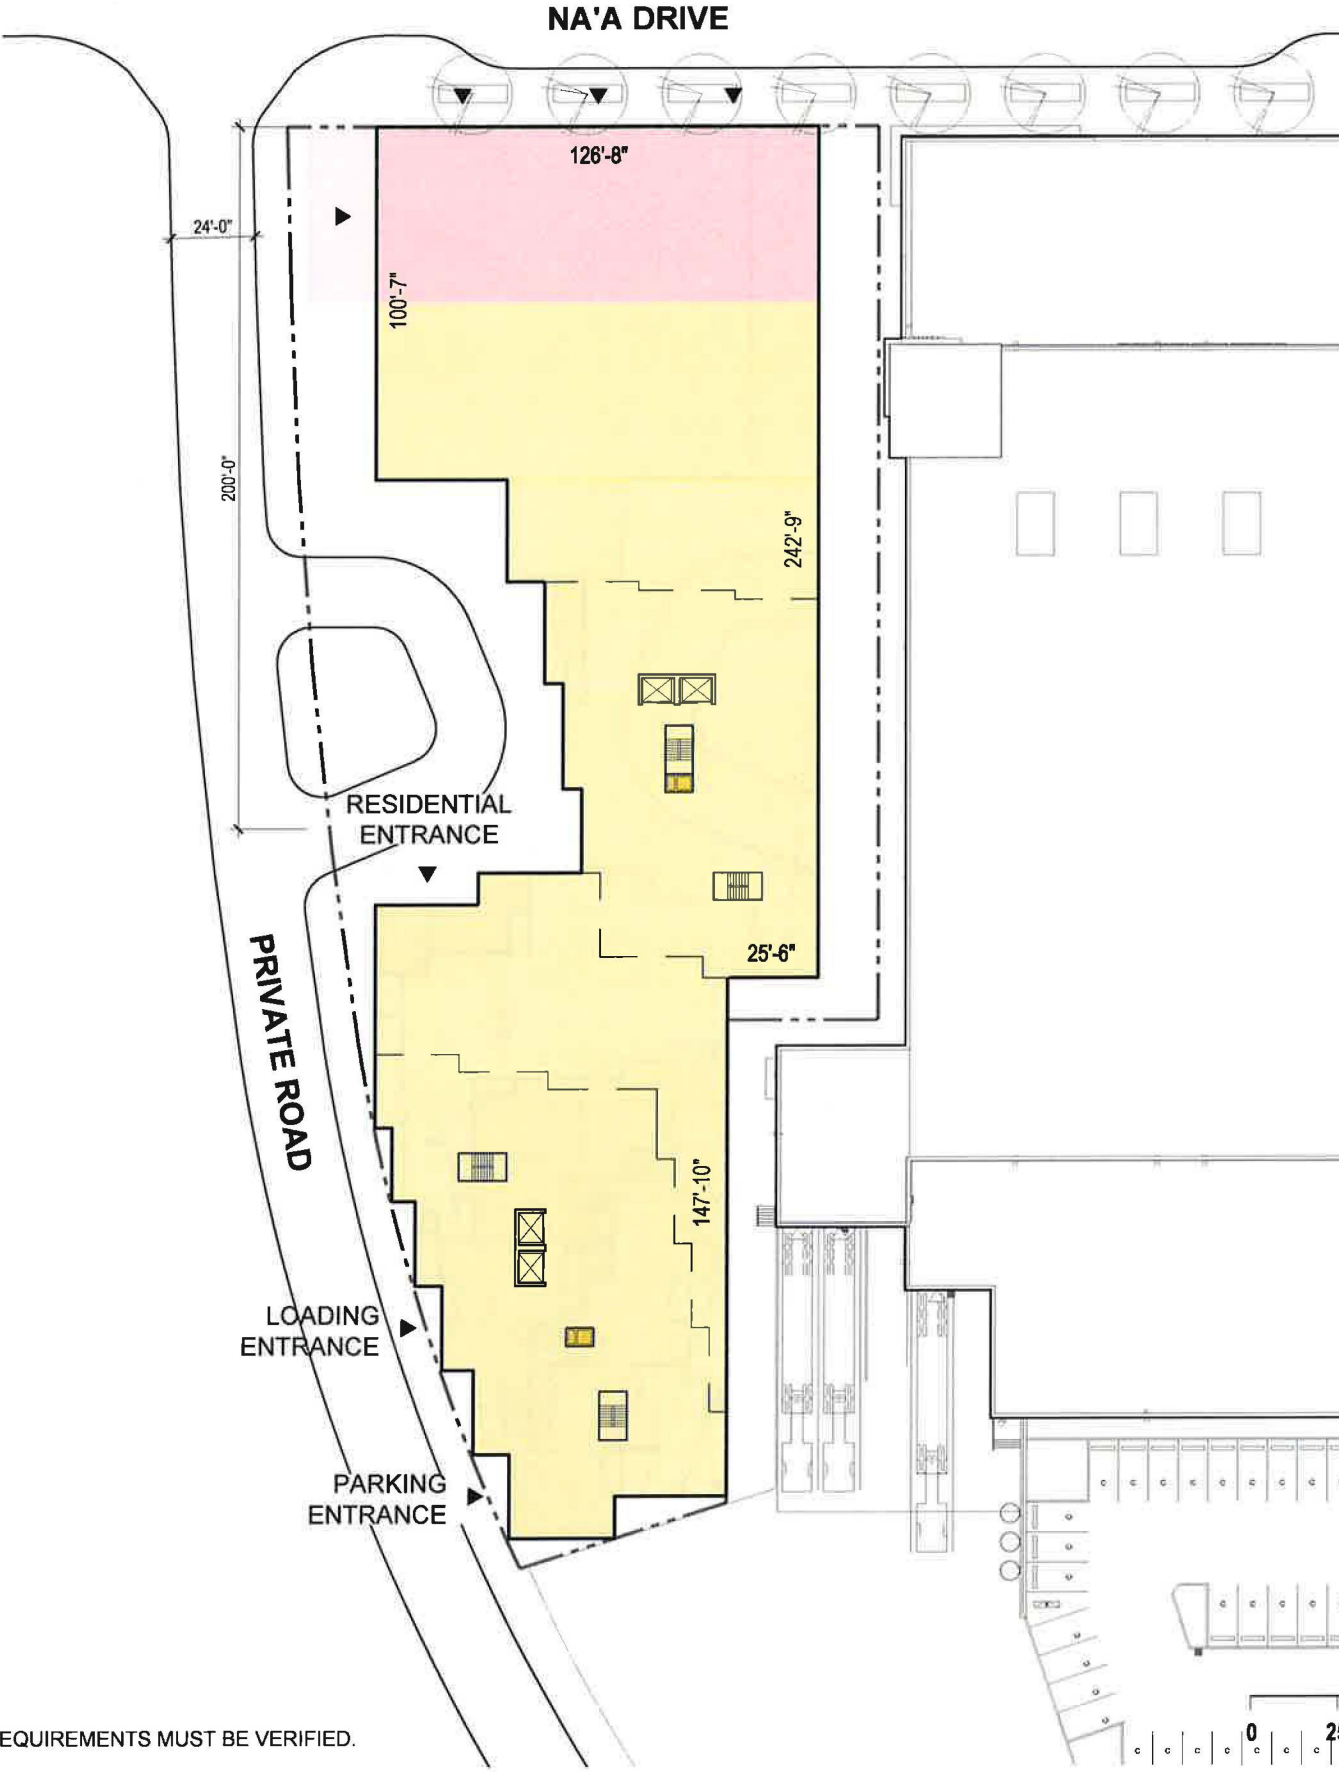 NA'A DRIVE
126'-8"
24'-0"
100'-7"
200'-0"
242'-9"
RESIDENTIAL
ENTRANCE
PRIVATE ROAD
25'-6"
147'-10"
LOADING
ENTRANCE
PARKING
ENTRANCE
EQUIREMENTS MUST BE VERIFIED.
0
25
c c c c c c c c
c c c c
c
c
c
c
c
c
c
c c c c c c c